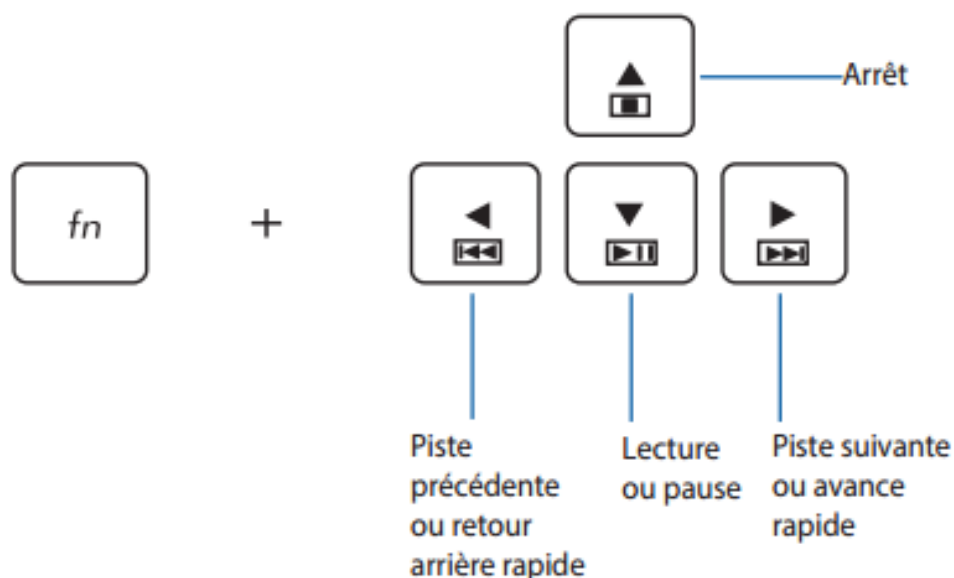 Arrêt
fn
+
Piste
précédente
ou retour
arrière rapide
Lecture
ou pause
Piste suivante
ou avance
rapide